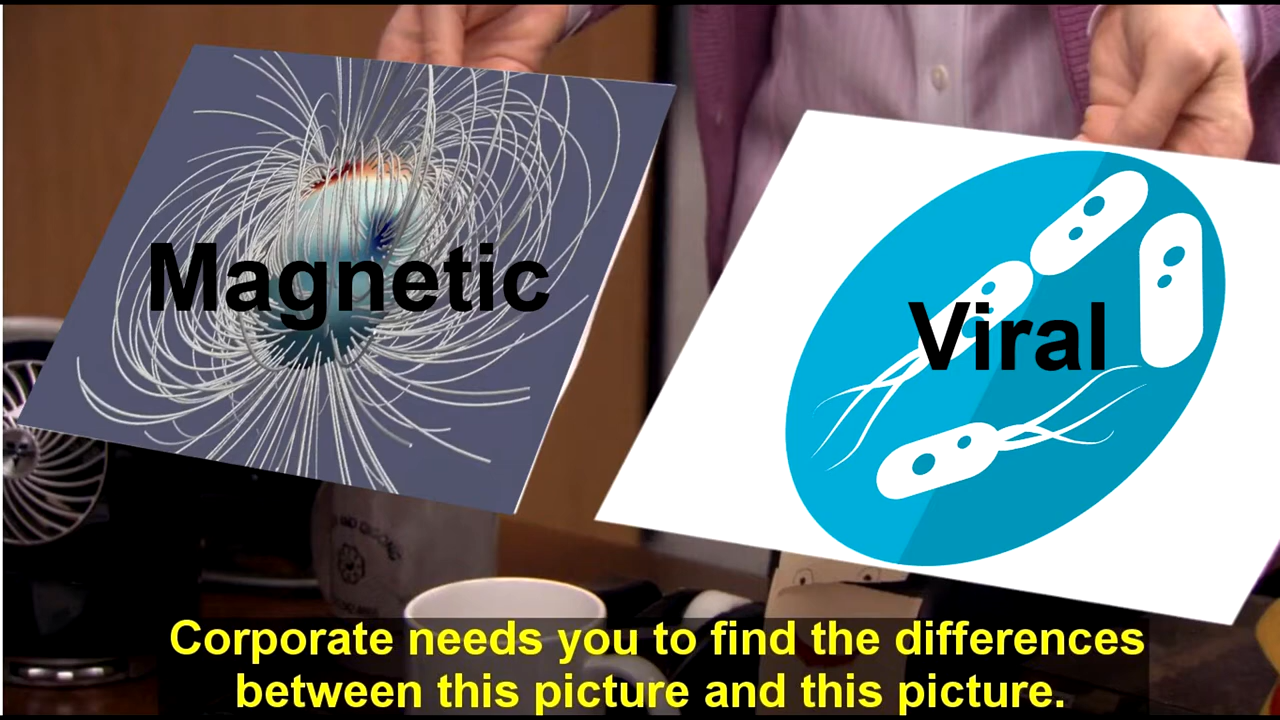 Magnetic
Viral
Corporate needs you to find the differences
between this picture and this picture.